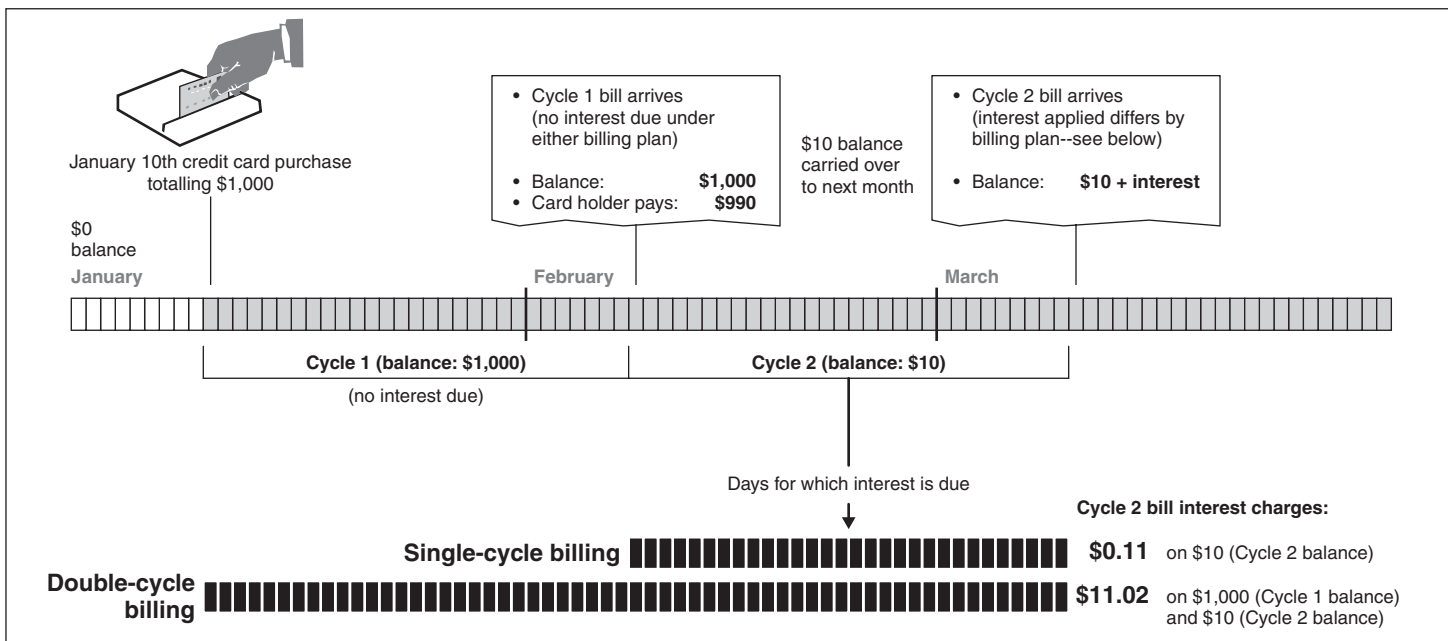 January 10th credit card purchase
totalling $1,000
• Cycle 1 bill arrives
(no interest due under
either billing plan)
• Balance: $1,000
• Card holder pays: $990
$10 balance
carried over
to next month
• Cycle 2 bill arrives
(interest applied differs by
billing plan--see below)
• Balance: $10 + interest
$0
balance
January
February
March
Cycle 1 (balance: $1,000)
Cycle 2 (balance: $10)
(no interest due)
Days for which interest is due
Cycle 2 bill interest charges:
Single-cycle billing
$0.11 on $10 (Cycle 2 balance)
Double-cycle
billing
$11.02 on $1,000 (Cycle 1 balance)
and $10 (Cycle 2 balance)